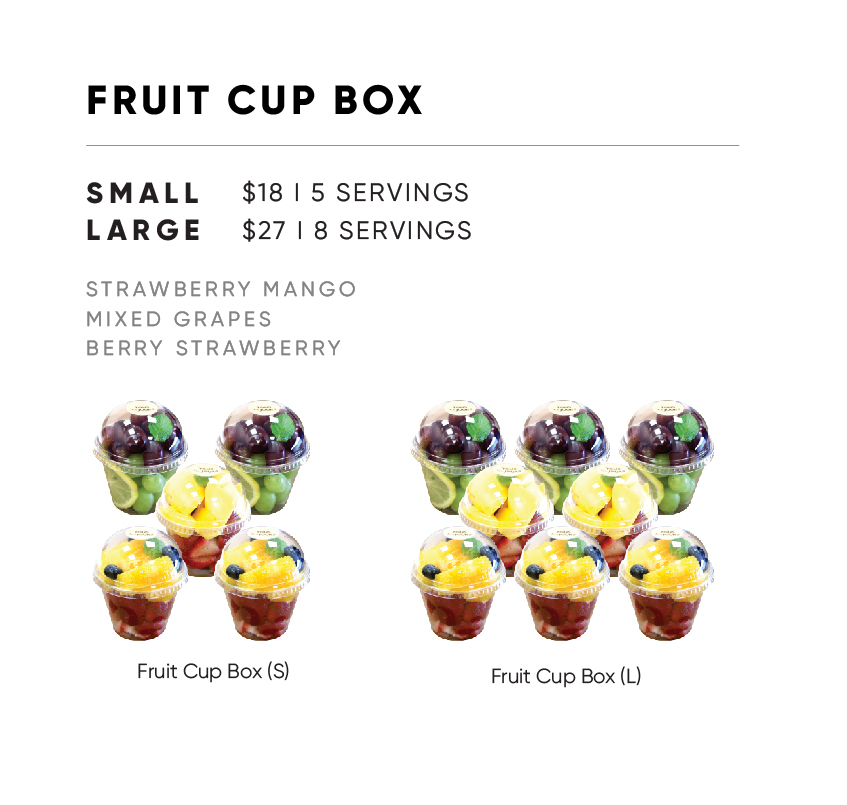 FRUIT CUP BOX
SMALL $18 | 5 SERVINGS
LARGE $27 | 8 SERVINGS
STRAWBERRY MANGO
MIXED GRAPES
BERRY STRAWBERRY
Fruit Cup Box (S)
Fruit Cup Box (L)